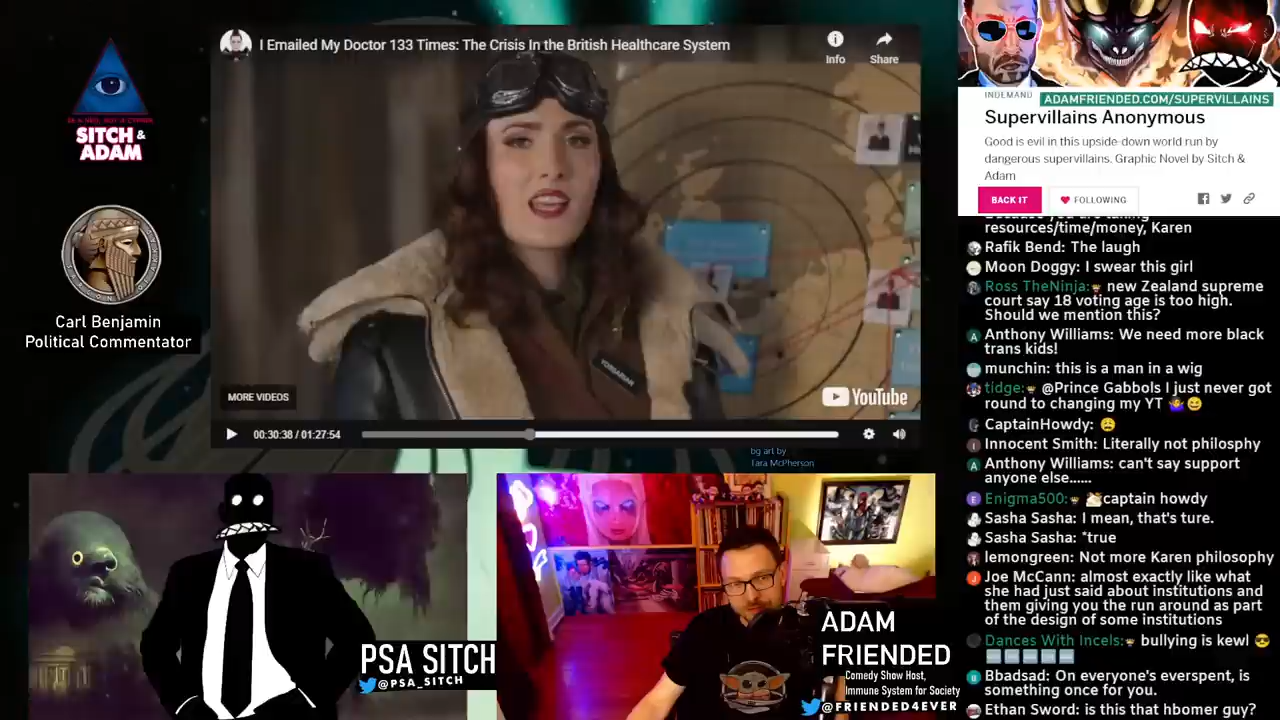 I Emailed My Doctor 133 Times: The Crisis In the British Healthcare System
Info
Share
SITCH &
ADAM
Carl Benjamin
Political Commentator
YOSSARIAN
MORE VIDEOS
YouTube
00:30:38 / 01:27:54
bg art by
Tara McPherson
PSA SITCH
@PSA_SITCH
ADAM
FRIENDED
Comedy Show Host,
Immune System for Society
@FRIENDED4EVER
INDEMAND
ADAMFRIENDED.COM/SUPERVILLAINS
Supervillains Anonymous
Good is evil in this upside-down world run by
dangerous supervillains. Graphic Novel by Sitch &
Adam
BACK IT
FOLLOWING
because you are taking
resources/time/money, Karen
Rafik Bend: The laugh
Moon Doggy: I swear this girl
Ross TheNinja: new Zealand supreme
court say 18 voting age is too high.
Should we mention this?
Anthony Williams: We need more black
trans kids!
munchin: this is a man in a wig
tidge: @Prince Gabbols I just never got
round to changing my YT
CaptainHowdy:
Innocent Smith: Literally not philosphy
Anthony Williams: can't say support
anyone else......
Enigma500: captain howdy
Sasha Sasha: I mean, that's ture.
Sasha Sasha: *true
lemongreen: Not more Karen philosophy
Joe McCann: almost exactly like what
she had just said about institutions and
them giving you the run around as part
of the design of some institutions
Dances With Incels: bullying is kewl
Bbadsad: On everyone's everspent, is
something once for you.
Ethan Sword: is this that hbomer guy?